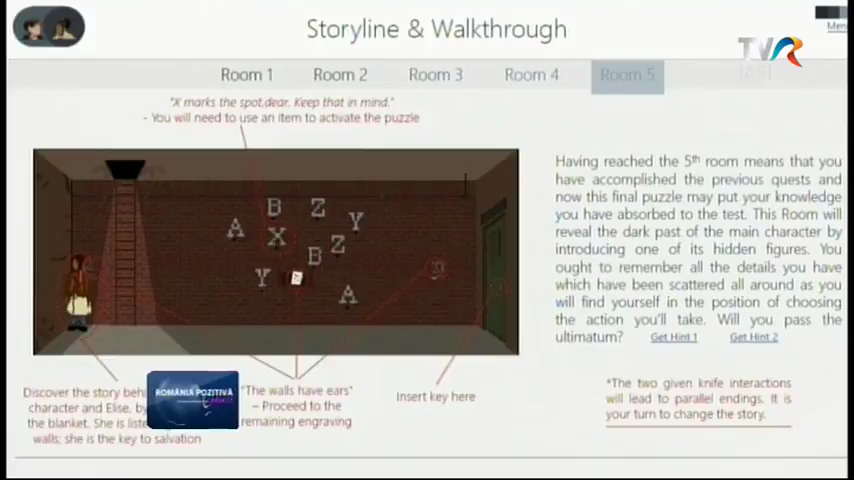 Storyline & Walkthrough
TVR
IAȘI
Room 1 Room 2 Room 3 Room 4 Room 5
"X marks the spot,dear. Keep that in mind."
- You will need to use an item to activate the puzzle
B Z
A Y
X
Z
B
Y
A
Having reached the 5th room means that you
have accomplished the previous quests and
now this final puzzle may put your knowledge
you have absorbed to the test. This Room will
reveal the dark past of the main character by
introducing one of its hidden figures. You
ought to remember all the details you have
which have been scattered all around as you
will find yourself in the position of choosing
the action you'll take. Will you pass the
ultimatum? Get Hint 1 Get Hint 2
Discover the story
character and Elise, by
the blanket. She is
walls; she is the key to salvation
ROMÂNIA POZITIVĂ
"The walls have ears"
– Proceed to the
remaining engraving
Insert key here
*The two given knife interactions
will lead to parallel endings. It is
your turn to change the story.